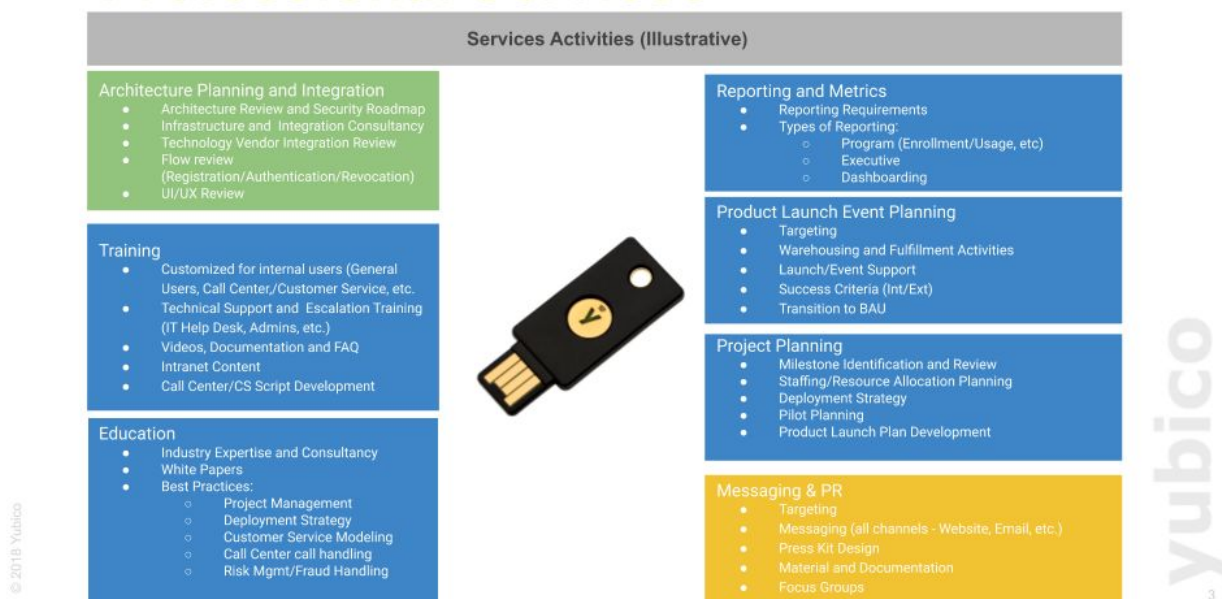 Services Activities (Illustrative)
Architecture Planning and Integration
● Architecture Review and Security Roadmap
● Infrastructure and Integration Consultancy
● Technology Vendor Integration Review
● Flow review
(Registration/Authentication/Revocation)
● UI/UX Review
Training
● Customized for internal users (General
Users, Call Center,/Customer Service, etc.
● Technical Support and Escalation Training
(IT Help Desk, Admins, etc.)
● Videos, Documentation and FAQ
● Intranet Content
● Call Center/CS Script Development
Education
● Industry Expertise and Consultancy
● White Papers
● Best Practices:
○ Project Management
○ Deployment Strategy
○ Customer Service Modeling
○ Call Center call handling
○ Risk Mgmt/Fraud Handling
y
Reporting and Metrics
● Reporting Requirements
● Types of Reporting:
○ Program (Enrollment/Usage, etc)
○ Executive
○ Dashboarding
Product Launch Event Planning
● Targeting
● Warehousing and Fulfillment Activities
● Launch/Event Support
● Success Criteria (Int/Ext)
● Transition to BAU
Project Planning
● Milestone Identification and Review
● Staffing/Resource Allocation Planning
● Deployment Strategy
● Pilot Planning
● Product Launch Plan Development
Messaging & PR
● Targeting
● Messaging (all channels - Website, Email, etc.)
● Press Kit Design
● Material and Documentation
● Focus Groups
© 2018 Yubico
yubico
3